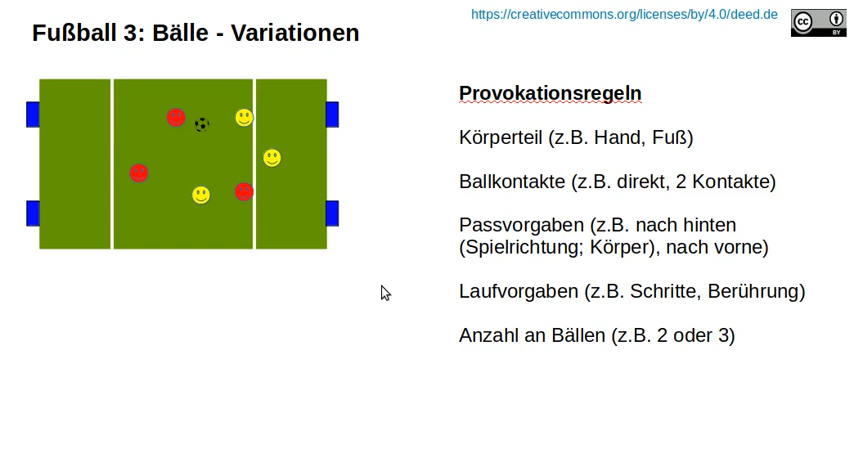 https://creativecommons.org/licenses/by/4.0/deed.de
cc
BY
Fußball 3: Bälle - Variationen
Provokationsregeln
Körperteil (z.B. Hand, Fuß)
Ballkontakte (z.B. direkt, 2 Kontakte)
Passvorgaben (z.B. nach hinten
(Spielrichtung; Körper), nach vorne)
Laufvorgaben (z.B. Schritte, Berührung)
Anzahl an Bällen (z.B. 2 oder 3)